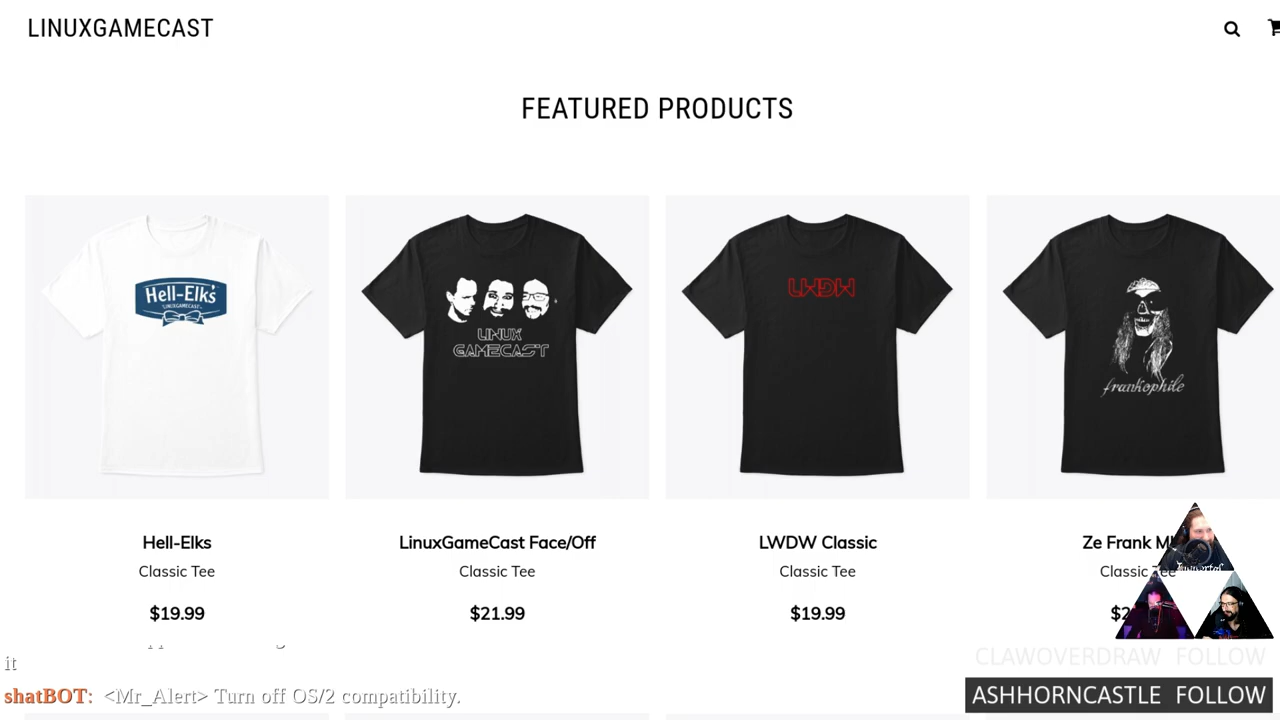 LINUXGAMECAST
FEATURED PRODUCTS
Hell-Elks
LINUXGAMECAST
LINUX
GAMECAST
LWDW
frankophile
Hell-Elks
LinuxGameCast Face/Off
LWDW Classic
Ze Frank
Classic Tee
Classic Tee
Classic Tee
Classic
$19.99
$21.99
$19.99
it
CLAWOVERDRAW FOLLOW
shatBOT: <Mr_Alert> Turn off OS/2 compatibility.
ASHHORNCASTLE FOLLOW